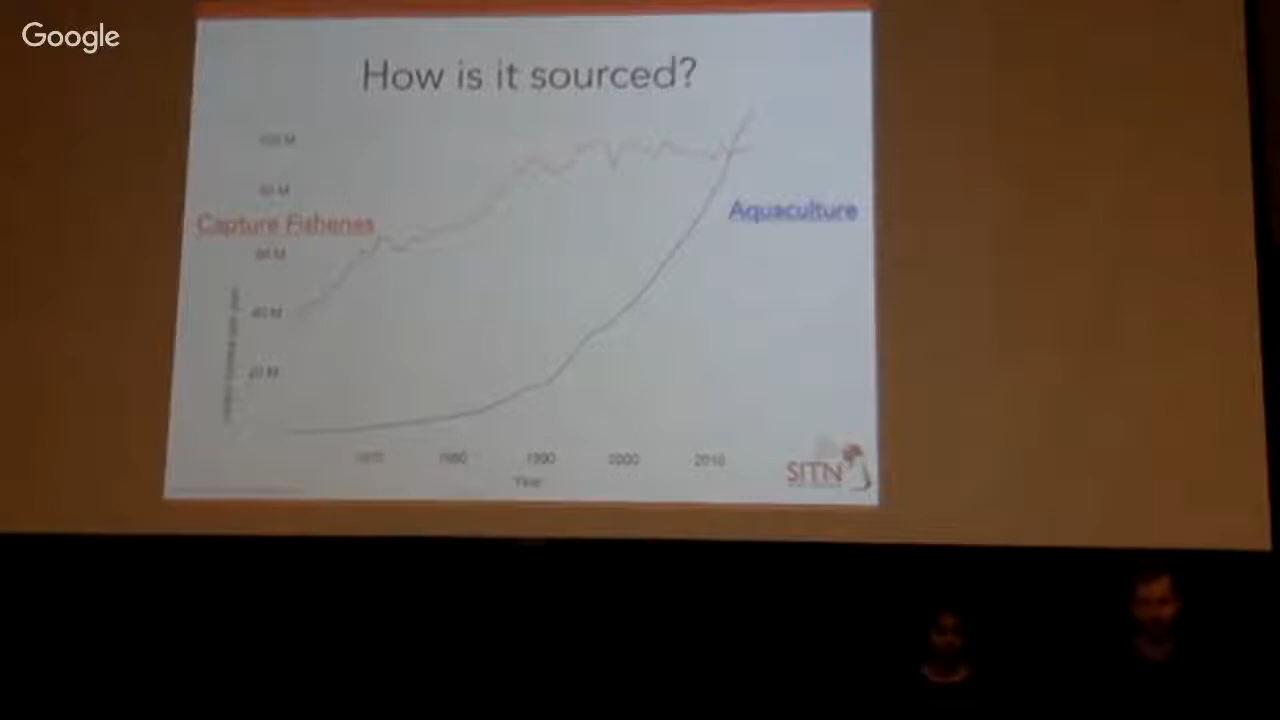 Google
How is it sourced?
100 M
80 M
Capture Fisheries
60 M
40 M
20 M
Aquaculture
1970
1980
1990
2000
2010
Year
SITN